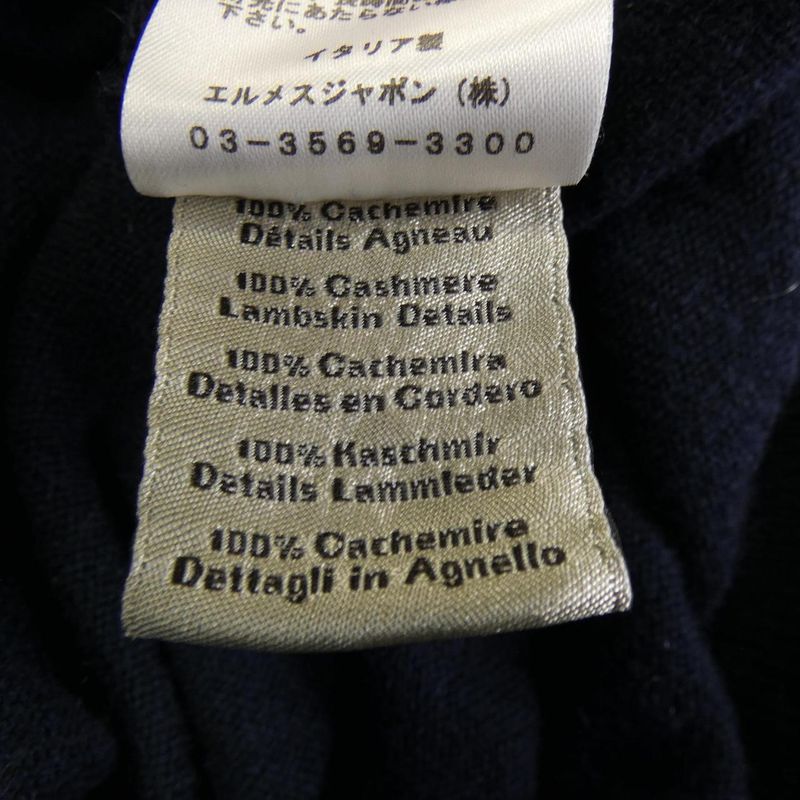 下さい。
イタリア製
エルメスジャポン（株）
03-3569-3300
100% Cachemire
Détails Agneau
100% Cashmere
Lambskin Details
100% Cachemira
Detalles en Cordero
100% Kaschmir
Details Lammleder
100% Cachemire
Dettagli in Agnello